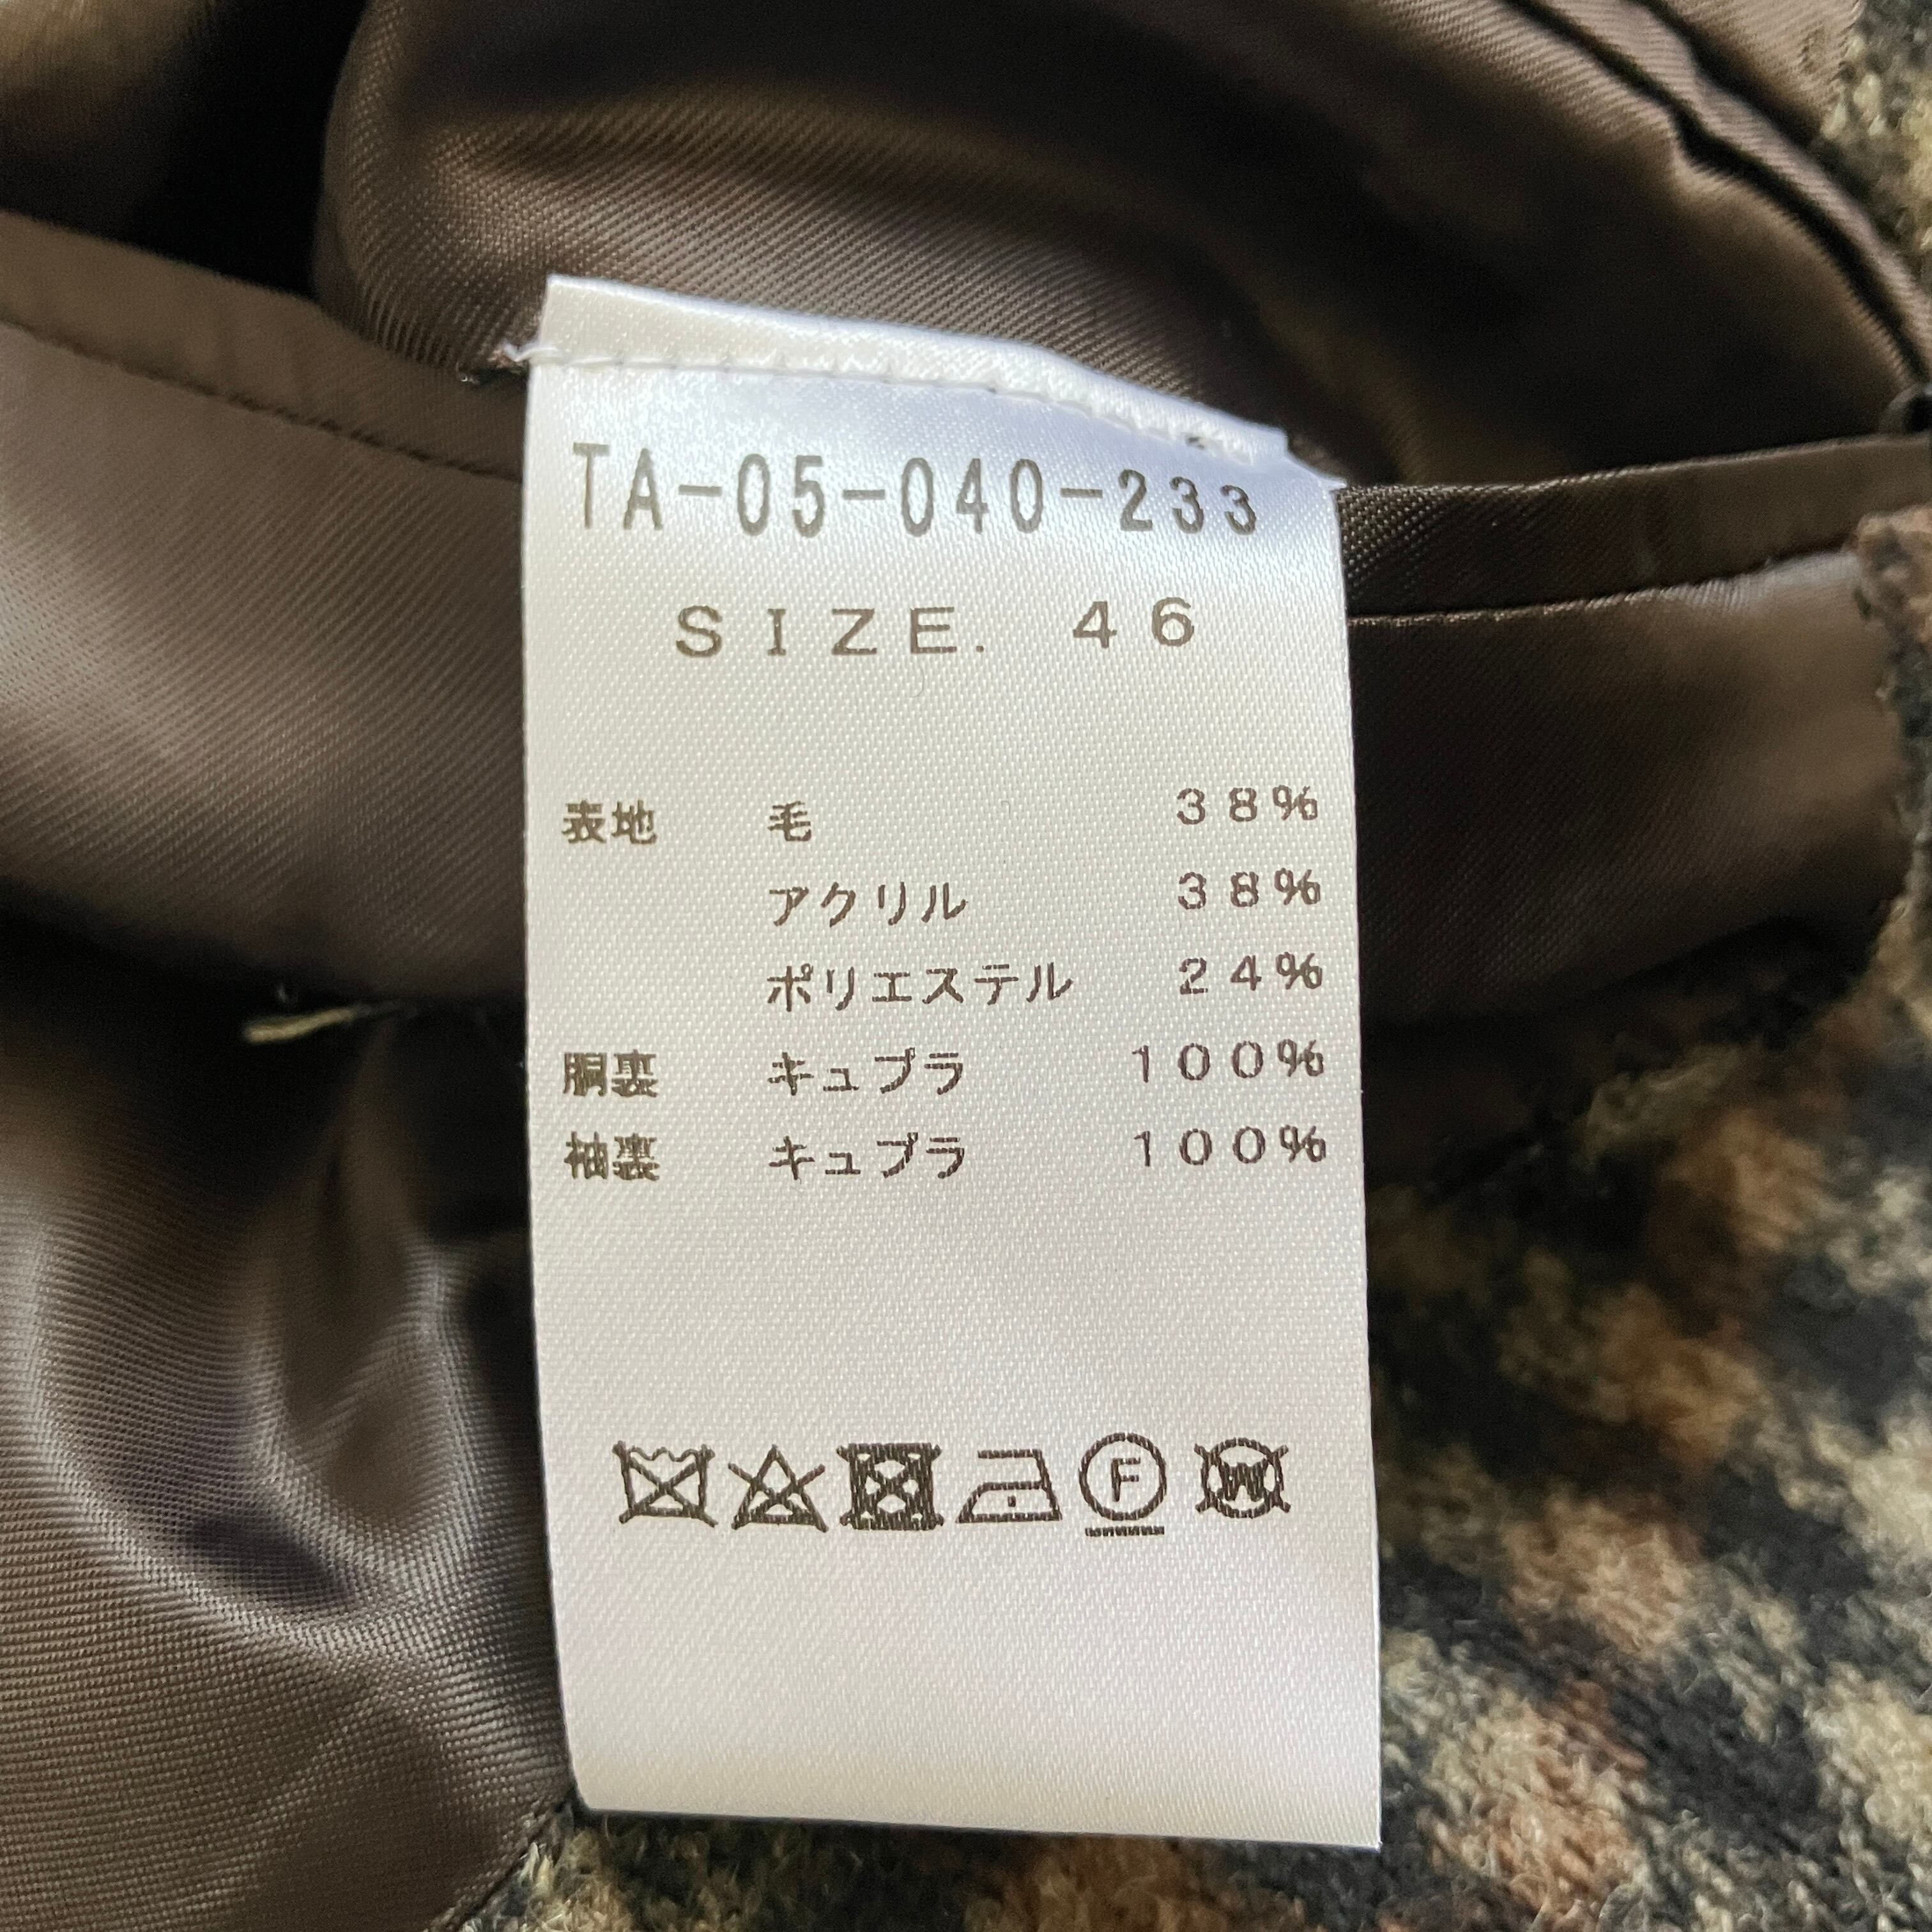 TA-05-040-233
SIZE. 46
表地 毛 38%
アクリル 38%
ポリエステル 24%
胴裏 キュプラ 100%
袖裏 キュプラ 100%
F W